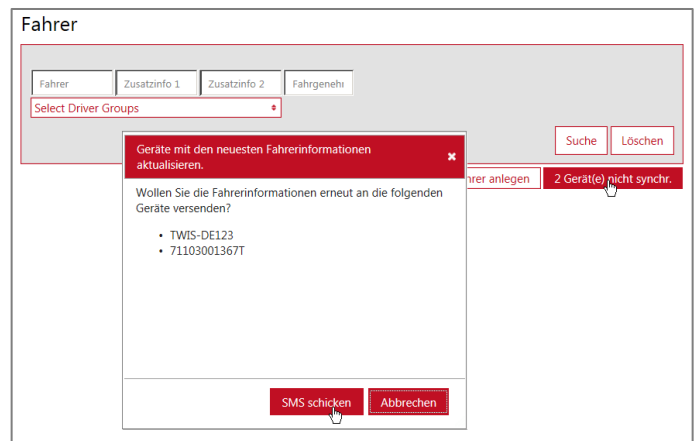 Fahrer
Fahrer Zusatzinfo 1 Zusatzinfo 2 Fahrgenehr
Select Driver Groups
Suche Löschen
hrer anlegen 2 Gerät(e) nicht synchr.
Geräte mit den neuesten Fahrerinformationen
aktualisieren.
Wollen Sie die Fahrerinformationen erneut an die folgenden
Geräte versenden?
• TWIS-DE123
• 71103001367T
SMS schicken Abbrechen